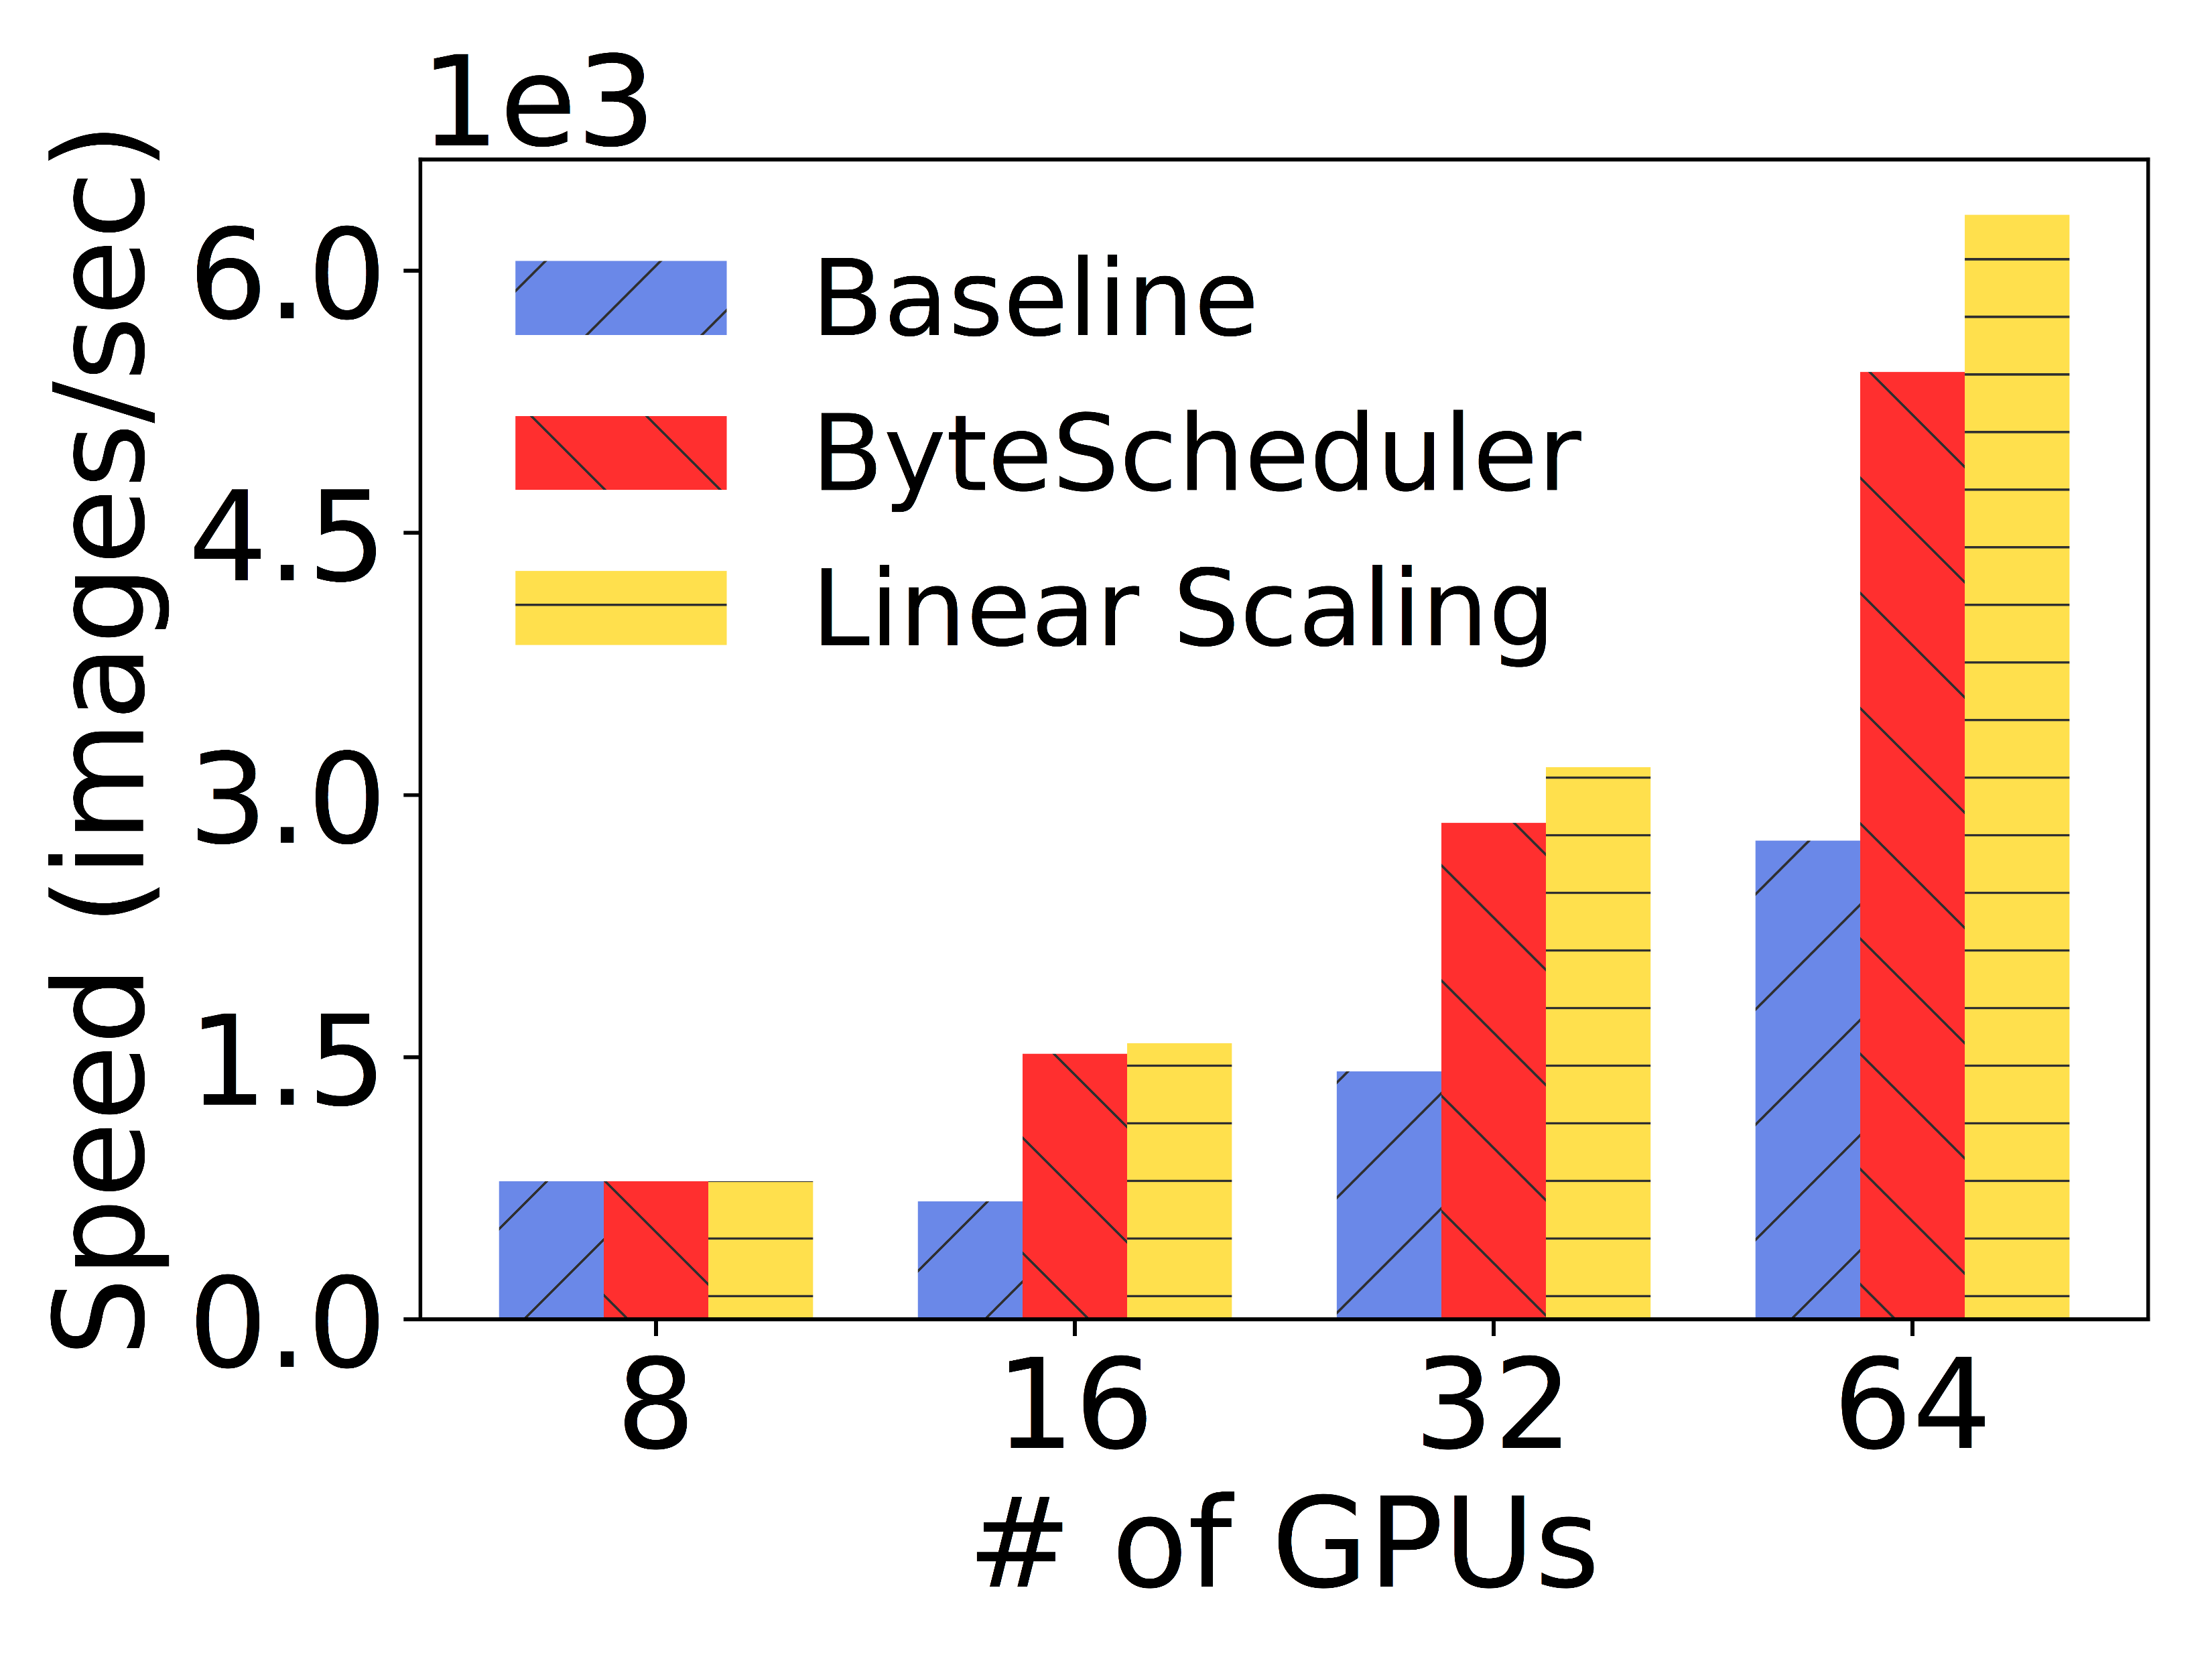 1e3
Speed (images/sec)
6.0
4.5
3.0
1.5
0.0
Baseline
ByteScheduler
Linear Scaling
8 16 32 64
# of GPUs